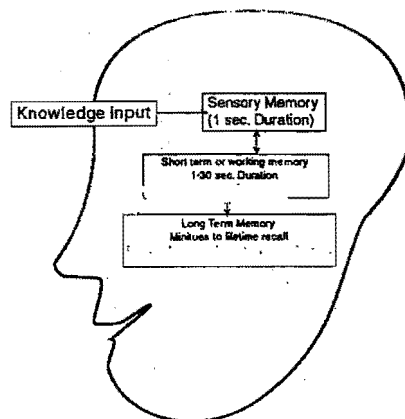 Knowledge input
Sensory Memory
(1 sec. Duration)
Short term or working memory
1-30 sec. Duration
Long Term Memory
Minitues to lifetime recall